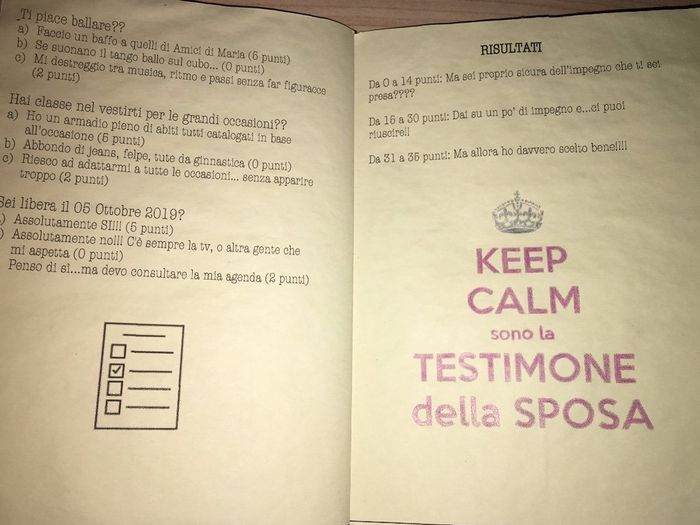 Ti piace ballare??
a) Faccio un baffo a quelli di Amici di Maria (5 punti)
b) Se suonano il tango ballo sul cubo... (0 punti)
c) Mi destreggio tra musica, ritmo e passi senza far figuracce
(2 punti)
Hai classe nel vestirti per le grandi occasioni??
a) Ho un armadio pieno di abiti tutti catalogati in base
all'occasione (5 punti)
b) Abbondo di jeans, felpe, tute da ginnastica (0 punti)
c) Riesco ad adattarmi a tutte le occasioni... senza apparire
troppo (2 punti)
Sei libera il 05 Ottobre 2019?
) Assolutamente SI!!! (5 punti)
) Assolutamente no!!! C'è sempre la tv, o altra gente che
mi aspetta (0 punti)
Penso di sì...ma devo consultare la mia agenda (2 punti)
RISULTATI
Da 0 a 14 punti: Ma sei proprio sicura dell'impegno che ti sei
presa????
Da 15 a 30 punti: Dai su un po' di impegno e...ci puoi
riuscire!!
Da 31 a 35 punti: Ma allora ho davvero scelto bene!!!!
KEEP
CALM
sono la
TESTIMONE
della SPOSA